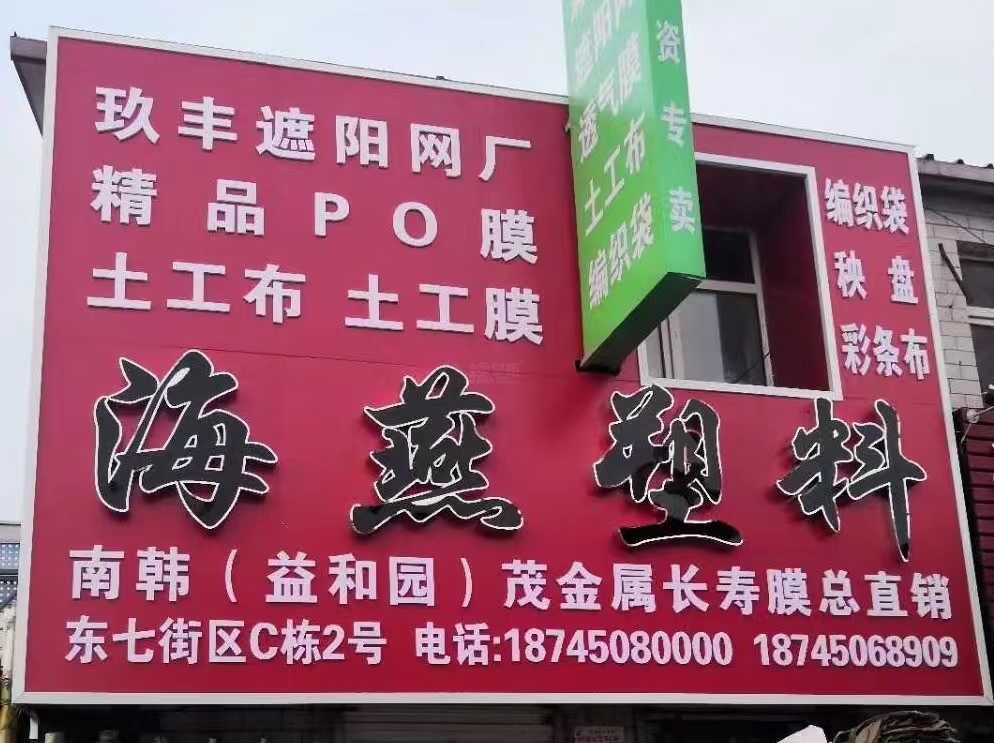 玖丰遮阳网厂
精品PO膜
土工布 土工膜
资专卖
遮阳网
透气膜
土工布
编织袋
编织袋
秧盘
彩条布
海燕塑料
南韩（益和园）茂金属长寿膜总直销
东七街区C栋2号 电话:18745080000 18745068909